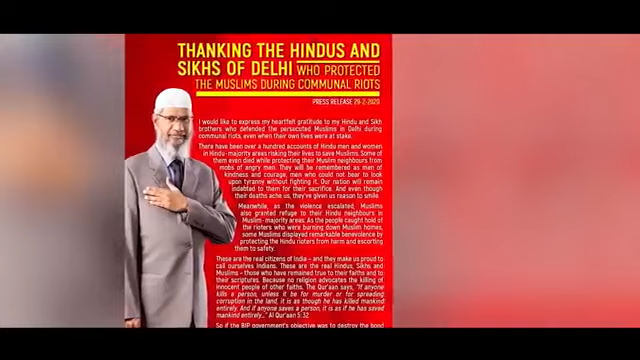 THANKING THE HINDUS AND
SIKHS OF DELHI WHO PROTECTED
THE MUSLIMS DURING COMMUNAL RIOTS
PRESS RELEASE 29-2-2020
I would like to express my heartfelt gratitude to my Hindu and Sikh
brothers who defended the persecuted Muslims in Delhi during
communal riots, even when their own lives were at stake.
There have been over a hundred accounts of Hindu men and women
in Hindu-majority areas risking their lives to save Muslims. Some of
them even died while protecting their Muslim neighbours from
mobs of angry men. They will be remembered as men of
kindness and courage, men who could not bear to look
upon tyranny without fighting it. Our nation will remain
indebted to them for their sacrifice. And even though
their deaths ache us, they've given us reason to smile.
Meanwhile, as the violence escalated, Muslims
also granted refuge to their Hindu neighbours in
Muslim-majority areas. As the people caught hold of
the rioters who were burning down Muslim homes,
some Muslims displayed remarkable benevolence by
protecting the Hindu rioters from harm and escorting
them to safety.
These are the real citizens of India – and they make us proud to
call ourselves Indians. These are the real Hindus, Sikhs and
Muslims – those who have remained true to their faiths and to
their scriptures. Because no religion advocates the killing of
innocent people of other faiths. The Qur'aan says, "If anyone
kills a person, unless it be for murder or for spreading
corruption in the land, it is as though he has killed mankind
entirely. And if anyone saves a person, it is as if he has saved
mankind entirely..." Al Qur'aan 5:32
So if the BJP government's objective was to destroy the bond